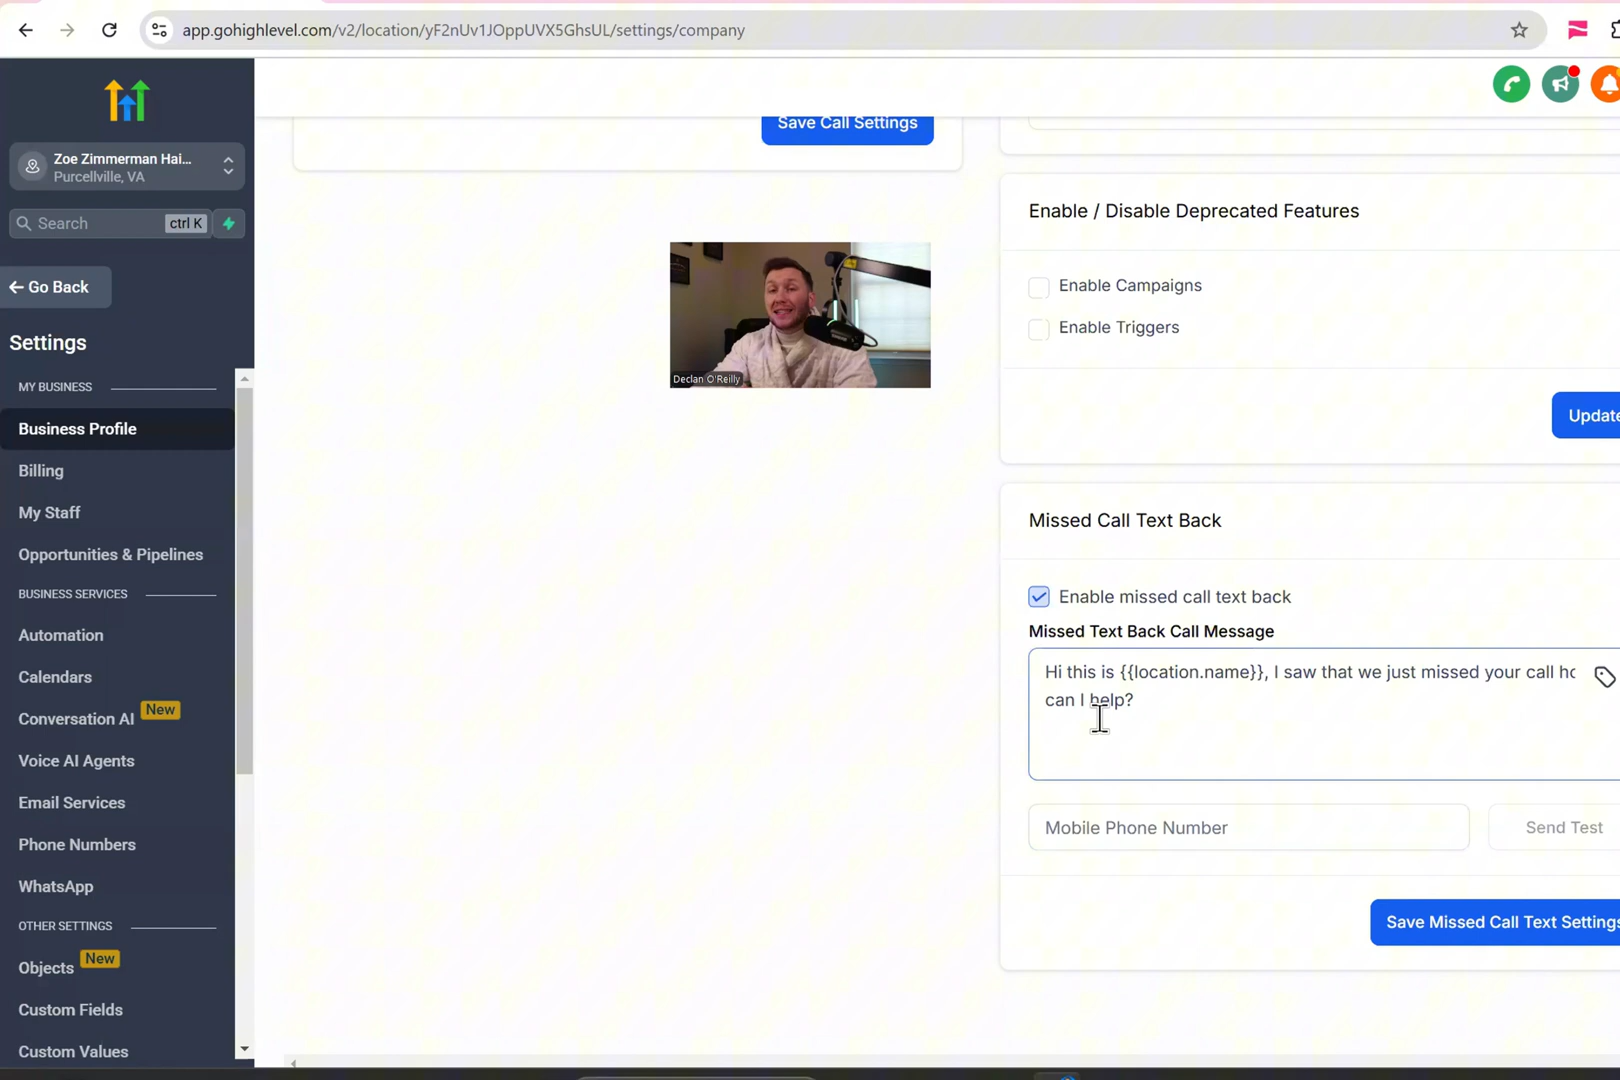 app.gohighlevel.com/v2/location/yF2nUv1JOppUVX5GhsUL/settings/company
Zoe Zimmerman Hai...
Purcellville, VA
Search
ctrl K
Go Back
Settings
MY BUSINESS
Business Profile
Billing
My Staff
Opportunities & Pipelines
BUSINESS SERVICES
Automation
Calendars
Conversation AI New
Voice AI Agents
Email Services
Phone Numbers
WhatsApp
OTHER SETTINGS
Objects New
Custom Fields
Custom Values
Save Call Settings
Declan O'Reilly
Enable / Disable Deprecated Features
Enable Campaigns
Enable Triggers
Update
Missed Call Text Back
Enable missed call text back
Missed Text Back Call Message
Hi this is {{location.name}}, I saw that we just missed your call ho
can I help?
Mobile Phone Number
Send Test
Save Missed Call Text Settings